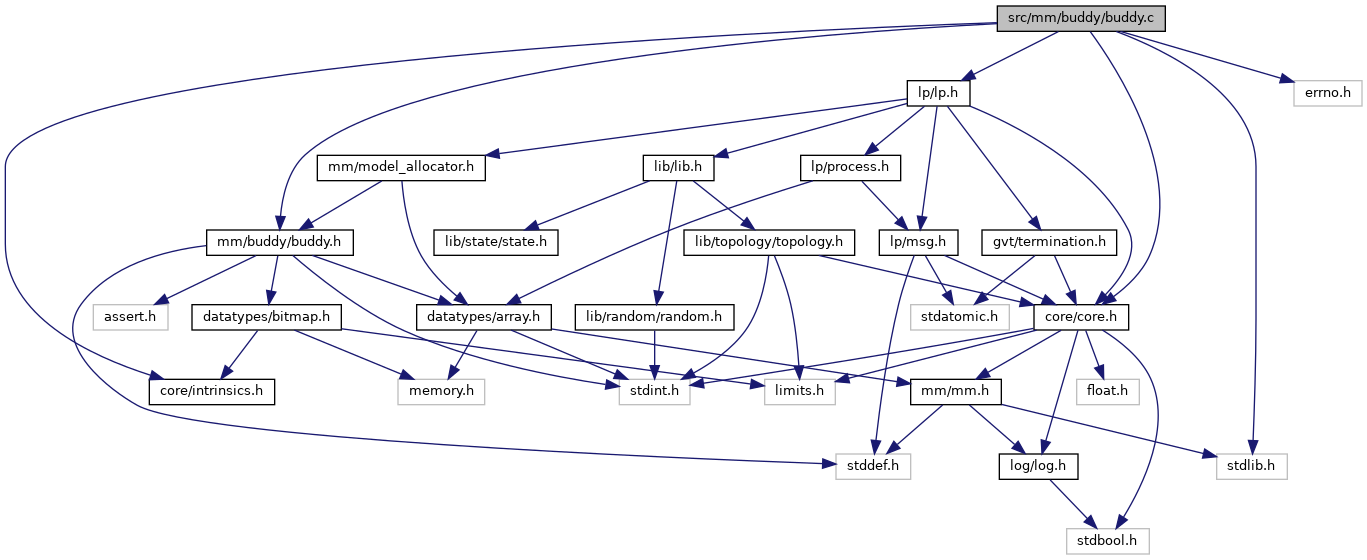 src/mm/buddy/buddy.c
lp/lp.h
errno.h
mm/model_allocator.h
lib/lib.h
lp/process.h
mm/buddy/buddy.h
lib/state/state.h
lib/topology/topology.h
lp/msg.h
gvt/termination.h
assert.h
datatypes/bitmap.h
datatypes/array.h
lib/random/random.h
stdatomic.h
core/core.h
core/intrinsics.h
memory.h
stdint.h
limits.h
mm/mm.h
float.h
stddef.h
log/log.h
stdlib.h
stdbool.h